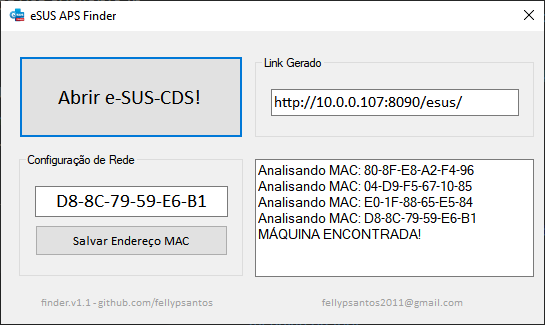 eSUS APS Finder
Abrir e-SUS-CDS!
Link Gerado
http://10.0.0.107:8090/esus/
Configuração de Rede
D8-8C-79-59-E6-B1
Salvar Endereço MAC
Analisando MAC: 80-8F-E8-A2-F4-96
Analisando MAC: 04-D9-F5-67-10-85
Analisando MAC: E0-1F-88-65-E5-84
Analisando MAC: D8-8C-79-59-E6-B1
MÁQUINA ENCONTRADA!
finder.v1.1 - github.com/fellypsantos
fellypsantos2011@gmail.com